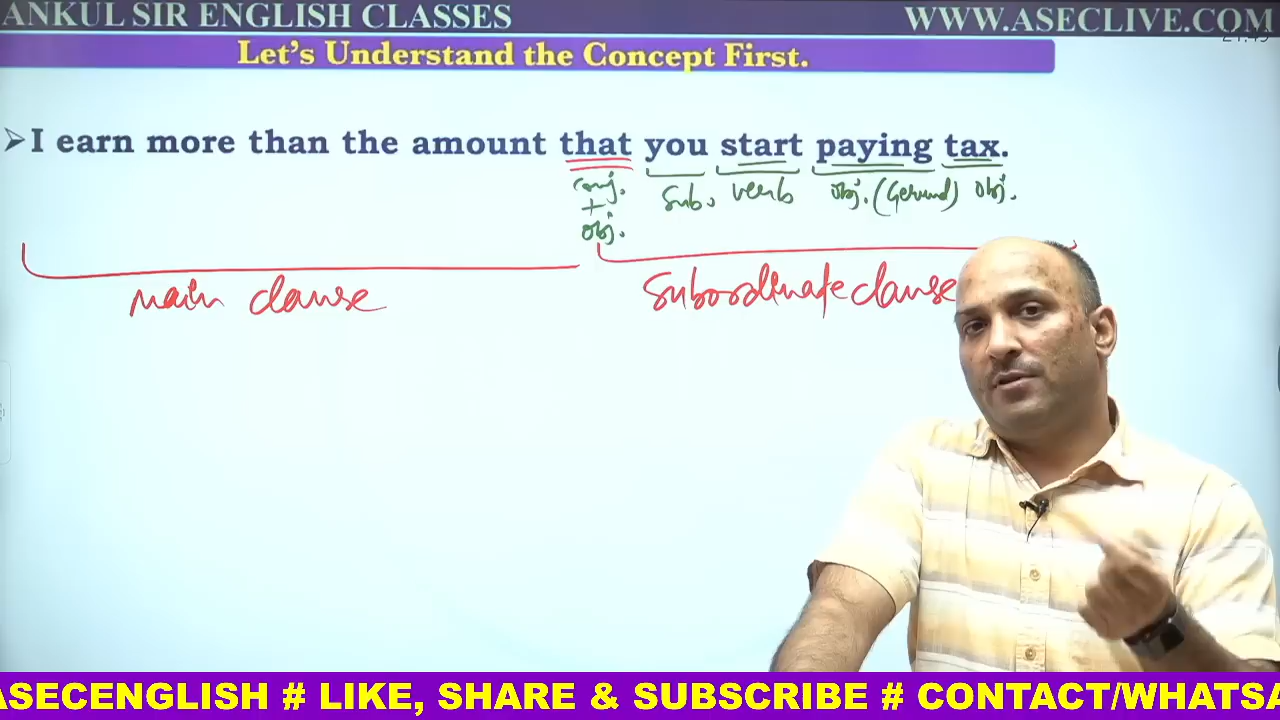 ANKUL SIR ENGLISH CLASSES WWW.ASECLIVE.COM
Let's Understand the Concept First.
➢I earn more than the amount that you start paying tax.
conj. + obj. sub. verb obj. (Gerund) obj.
main clause subordinate clause
ASECENGLISH # LIKE, SHARE & SUBSCRIBE # CONTACT/WHATSA